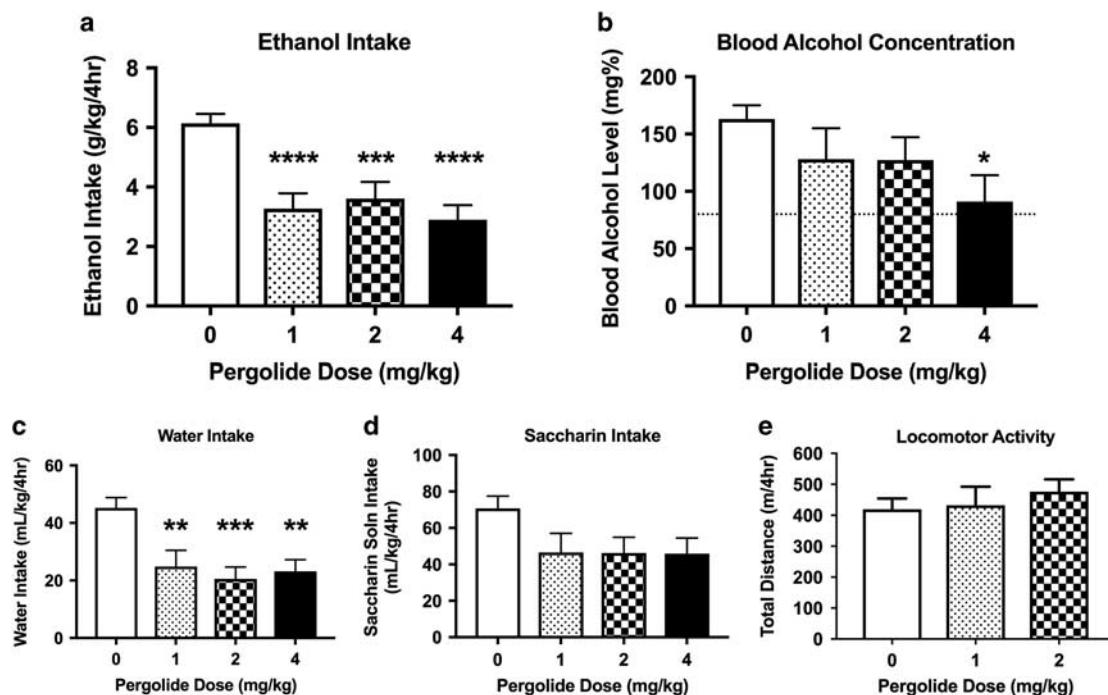 a
Ethanol Intake
Ethanol Intake (g/kg/4hr)
8
6
4
2
0
****
***
****
0 1 2 4
Pergolide Dose (mg/kg)
b
Blood Alcohol Concentration
Blood Alcohol Level (mg%)
200
150
100
50
0
*
0 1 2 4
Pergolide Dose (mg/kg)
c
Water Intake
Water Intake (mL/kg/4hr)
60
40
20
0
**
***
**
0 1 2 4
Pergolide Dose (mg/kg)
d
Saccharin Intake
Saccharin Soln Intake
(mL/kg/4hr)
100
80
60
40
20
0
0 1 2 4
Pergolide Dose (mg/kg)
e
Locomotor Activity
Total Distance (m/4hr)
600
500
400
300
200
100
0
0 1 2
Pergolide Dose (mg/kg)